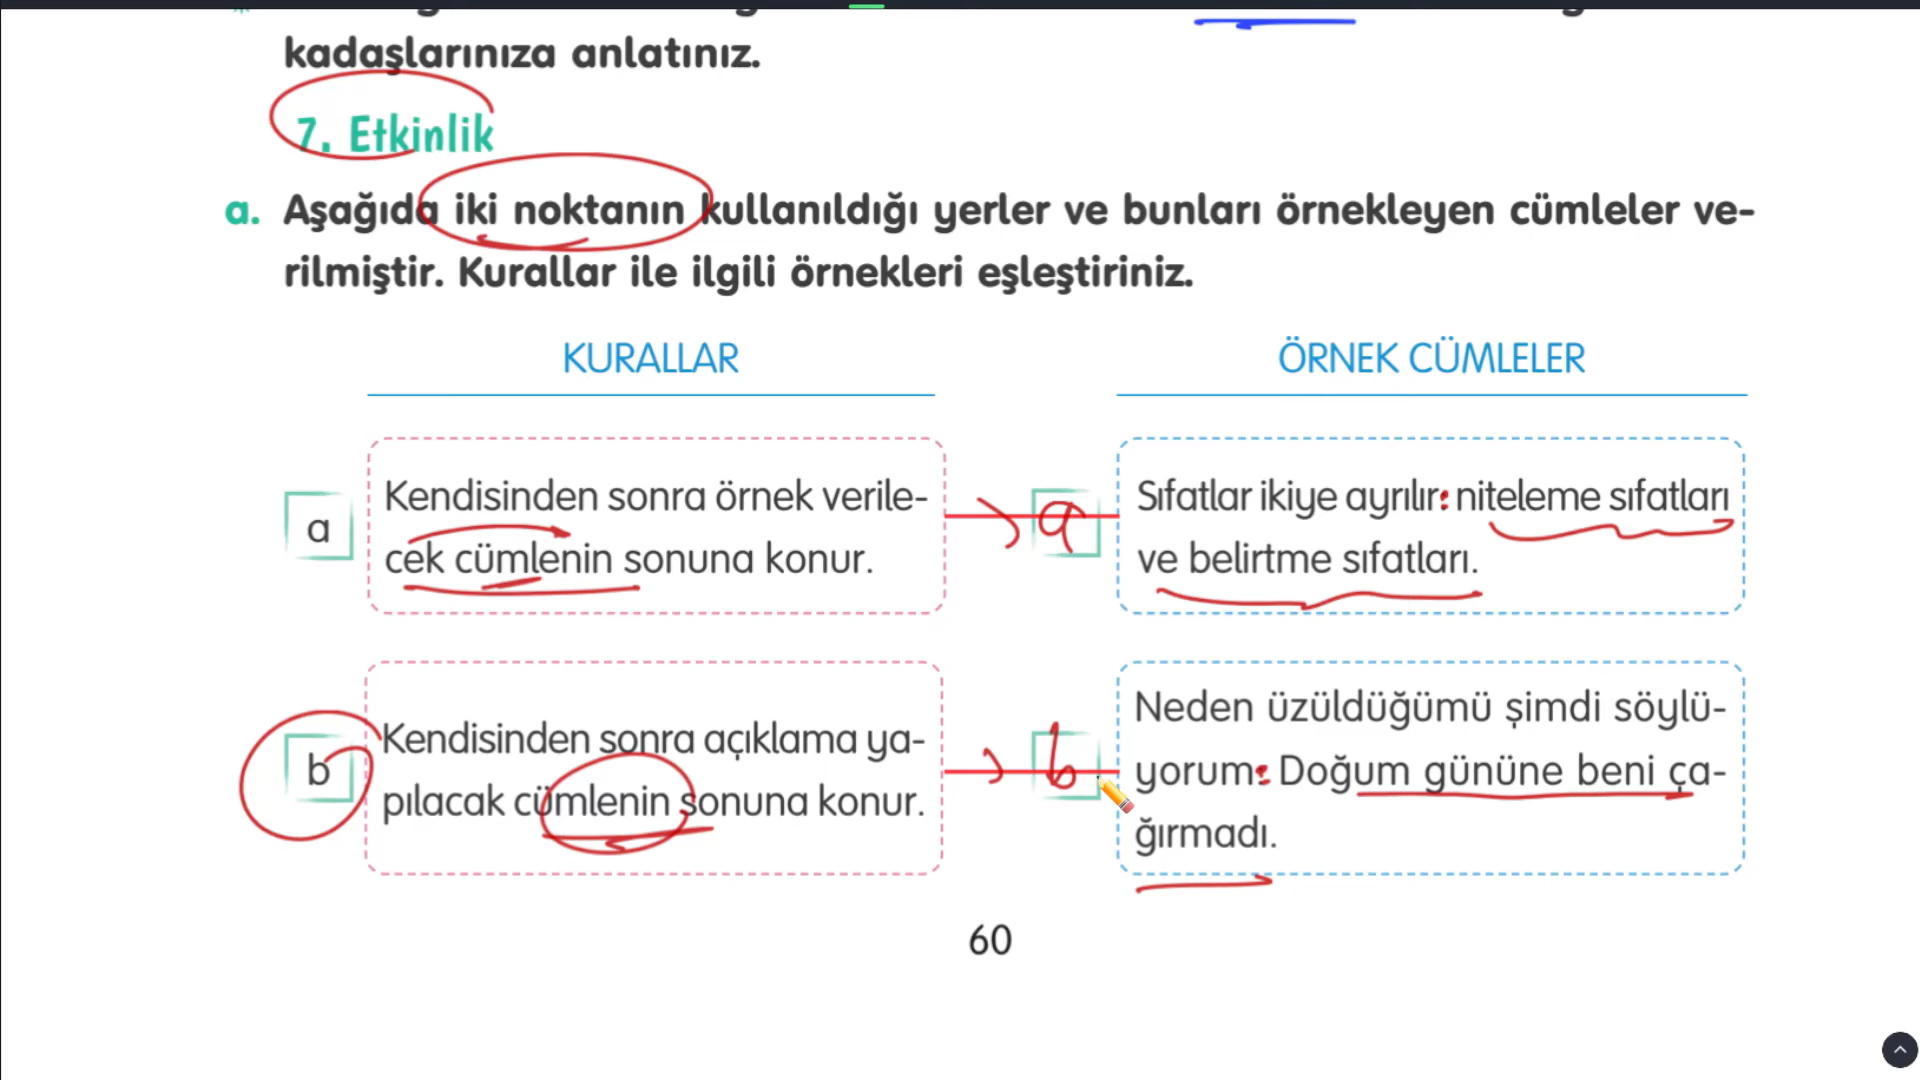 kadaşlarınıza anlatınız.
7. Etkinlik
a. Aşağıda iki noktanın kullanıldığı yerler ve bunları örnekleyen cümleler ve-
rilmiştir. Kurallar ile ilgili örnekleri eşleştiriniz.
KURALLAR
ÖRNEK CÜMLELER
a
Kendisinden sonra örnek verile-
cek cümlenin sonuna konur.
a
Sıfatlar ikiye ayrılır: niteleme sıfatları
ve belirtme sıfatları.
b
Kendisinden sonra açıklama ya-
pılacak cümlenin sonuna konur.
b
Neden üzüldüğümü şimdi söylü-
yorum: Doğum gününe beni ça-
ğırmadı.
60